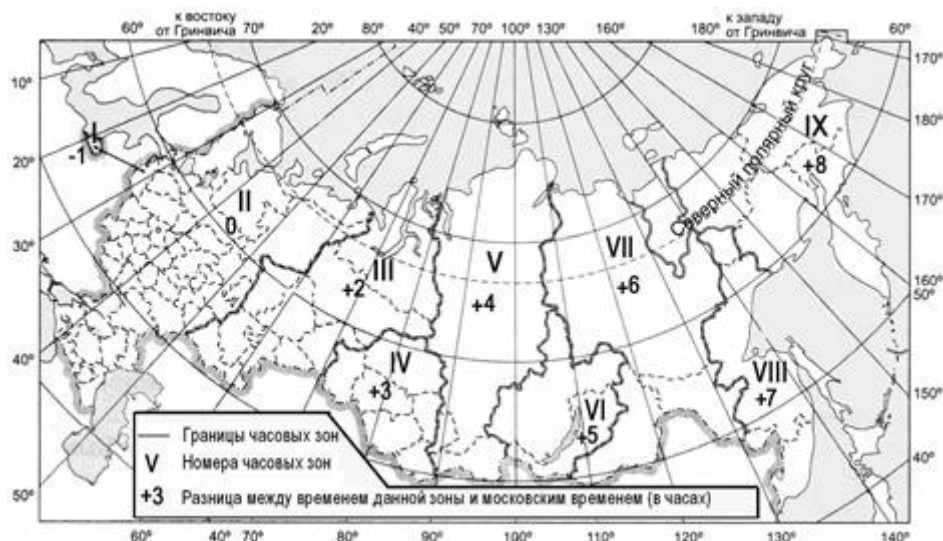 к востоку
от Гринвича
к западу
от Гринвича
60° 70° 20° 80° 40° 50° 70° 100° 130° 160° 180° 60°
10°
170°
180°
20°
170°
30°
160°
50°
40°
150°
50°
40°
Северный полярный круг
I
-1
II
0
III
+2
IV
+3
V
+4
VI
+5
VII
+6
VIII
+7
IX
+8
Границы часовых зон
V Номера часовых зон
+3 Разница между временем данной зоны и московским временем (в часах)
60° 40° 70° 80° 90° 100° 110° 120° 130° 140°